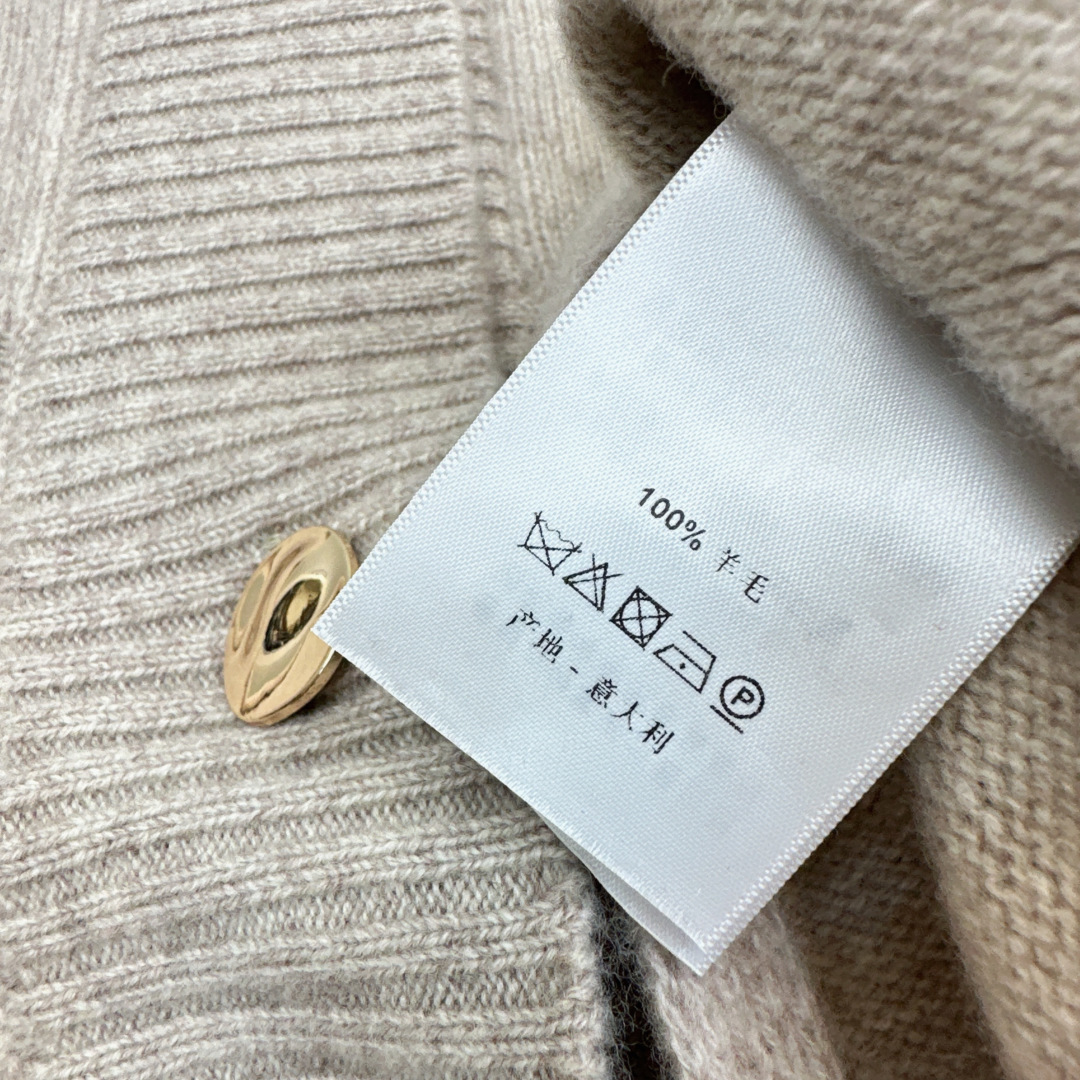 100% 羊毛
P
产地 - 意大利